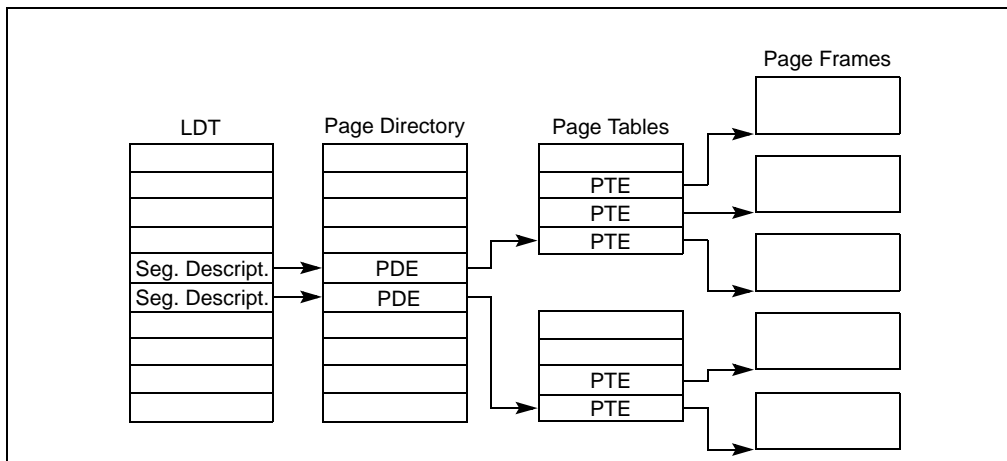 Page Frames
LDT
Page Directory
Page Tables
PTE
PTE
PTE
Seg. Descript.
PDE
Seg. Descript.
PDE
PTE
PTE